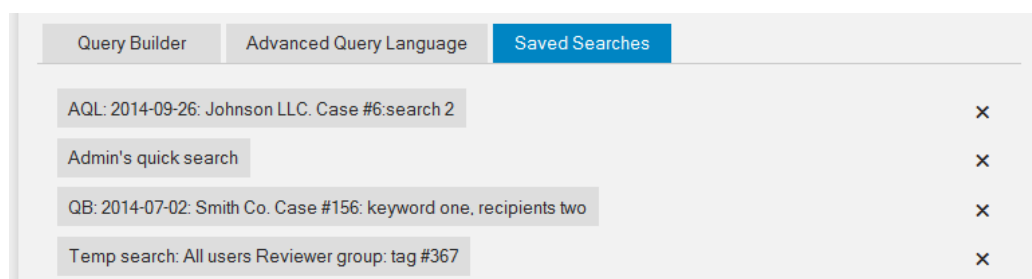 Query Builder Advanced Query Language Saved Searches
AQL: 2014-09-26: Johnson LLC. Case #6:search 2
Admin's quick search
QB: 2014-07-02: Smith Co. Case #156: keyword one, recipients two
Temp search: All users Reviewer group: tag #367